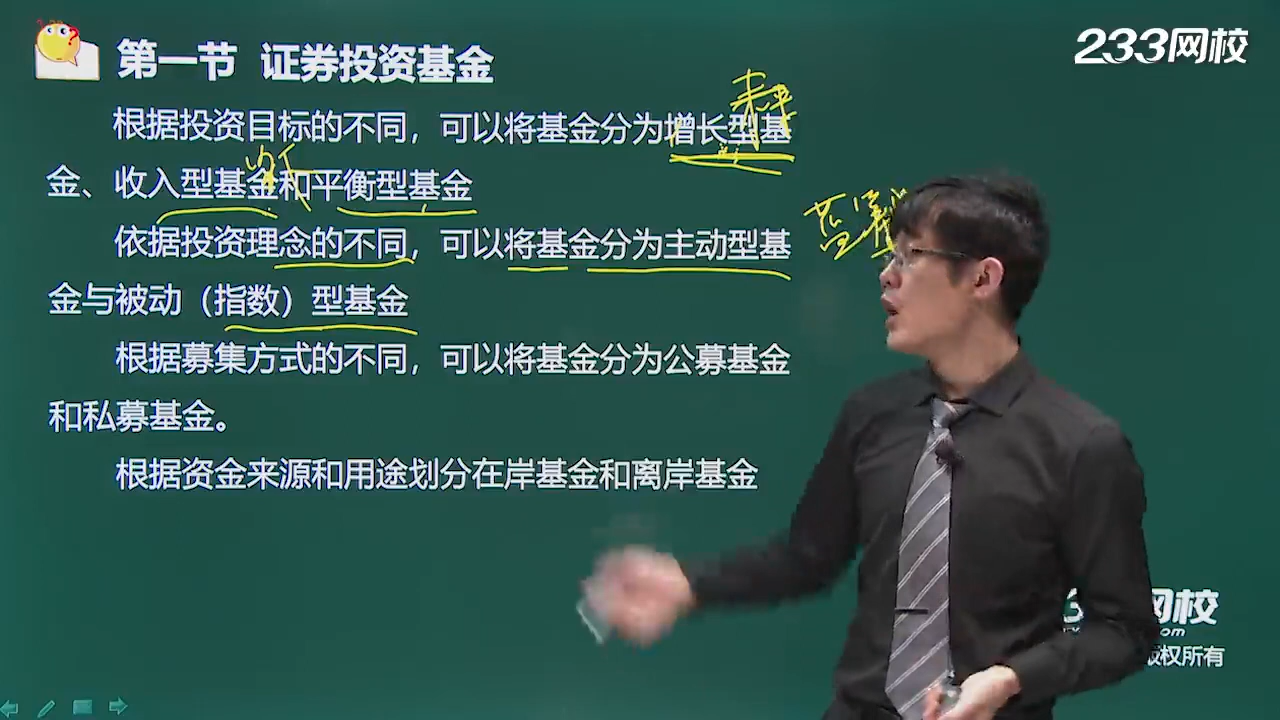 第一节 证券投资基金
233网校
根据投资目标的不同，可以将基金分为增长型基
金、收入型基金和平衡型基金
依据投资理念的不同，可以将基金分为主动型基
金与被动（指数）型基金
根据募集方式的不同，可以将基金分为公募基金
和私募基金。
根据资金来源和用途划分在岸基金和离岸基金
未来
3网校
om
版权所有